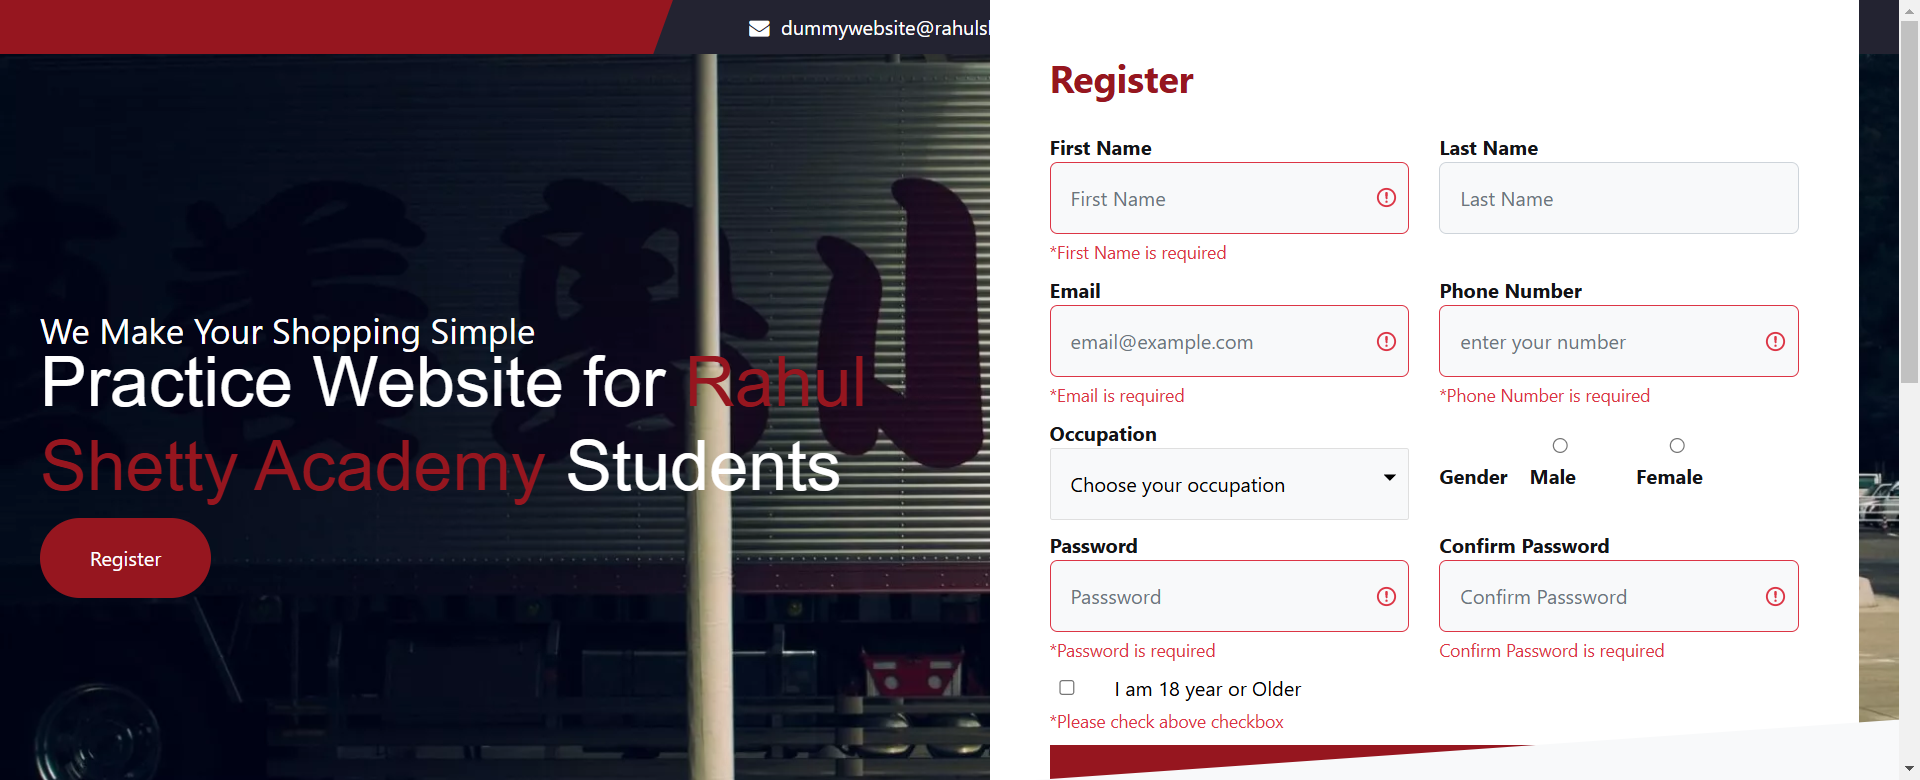 dummywebsite@rahuls
We Make Your Shopping Simple
Practice Website for Rahul
Shetty Academy Students
Register
Register
First Name
Last Name
First Name
Last Name
*First Name is required
Email
Phone Number
email@example.com
enter your number
*Email is required
*Phone Number is required
Occupation
Choose your occupation
Gender
Male
Female
Password
Confirm Password
Passsword
Confirm Passsword
*Password is required
Confirm Password is required
I am 18 year or Older
*Please check above checkbox